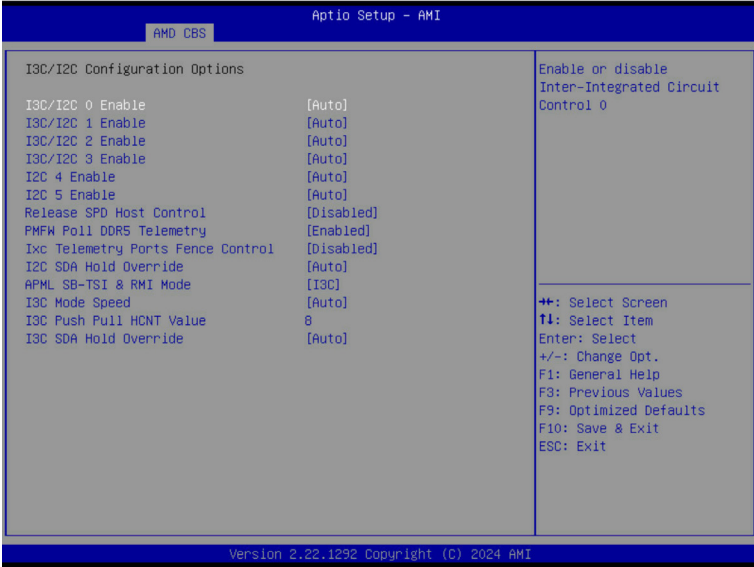 Aptio Setup - AMI
AMD CBS
I3C/I2C Configuration Options
I3C/I2C 0 Enable [Auto]
I3C/I2C 1 Enable [Auto]
I3C/I2C 2 Enable [Auto]
I3C/I2C 3 Enable [Auto]
I2C 4 Enable [Auto]
I2C 5 Enable [Auto]
Release SPD Host Control [Disabled]
PMFW Poll DDR5 Telemetry [Enabled]
Ixc Telemetry Ports Fence Control [Disabled]
I2C SDA Hold Override [Auto]
APML SB-TSI & RMI Mode [I3C]
I3C Mode Speed [Auto]
I3C Push Pull HCNT Value 8
I3C SDA Hold Override [Auto]
Enable or disable
Inter-Integrated Circuit
Control 0
→←: Select Screen
↑↓: Select Item
Enter: Select
+/-: Change Opt.
F1: General Help
F3: Previous Values
F9: Optimized Defaults
F10: Save & Exit
ESC: Exit
Version 2.22.1292 Copyright (C) 2024 AMI